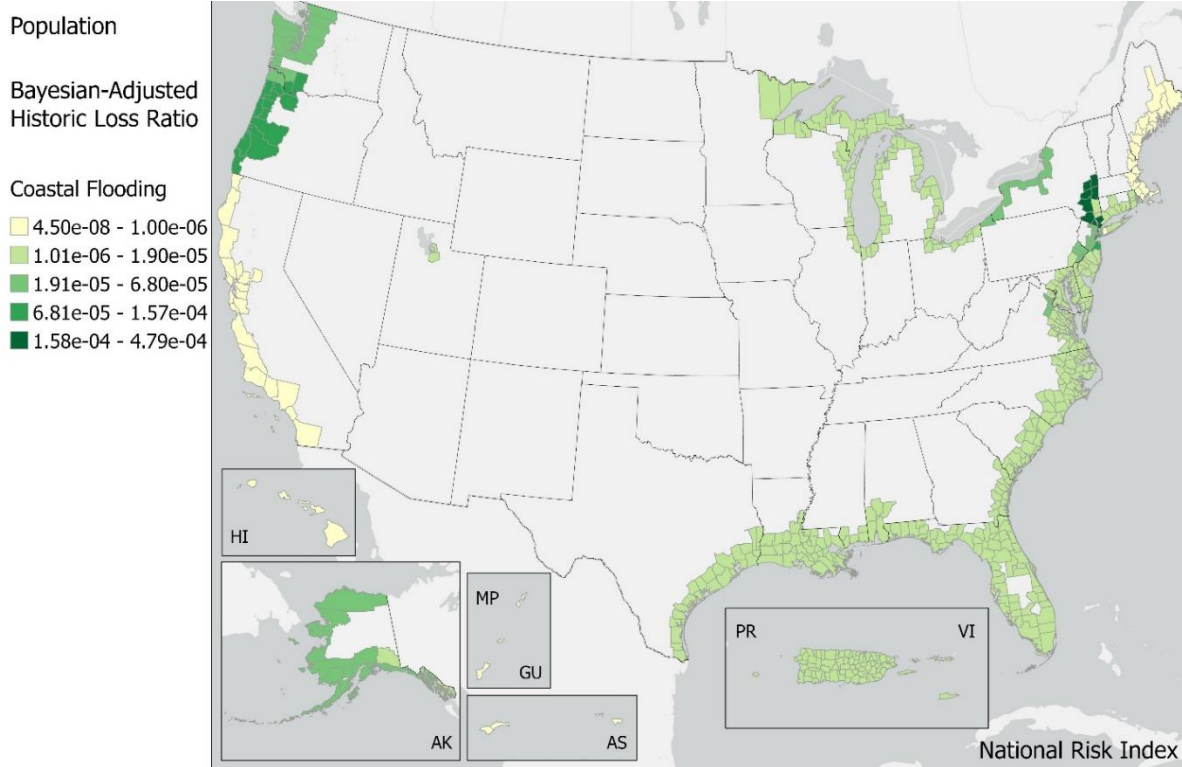 Population
Bayesian-Adjusted
Historic Loss Ratio
Coastal Flooding
4.50e-08 - 1.00e-06
1.01e-06 - 1.90e-05
1.91e-05 - 6.80e-05
6.81e-05 - 1.57e-04
1.58e-04 - 4.79e-04
HI
AK
MP
GU
AS
PR
VI
National Risk Index